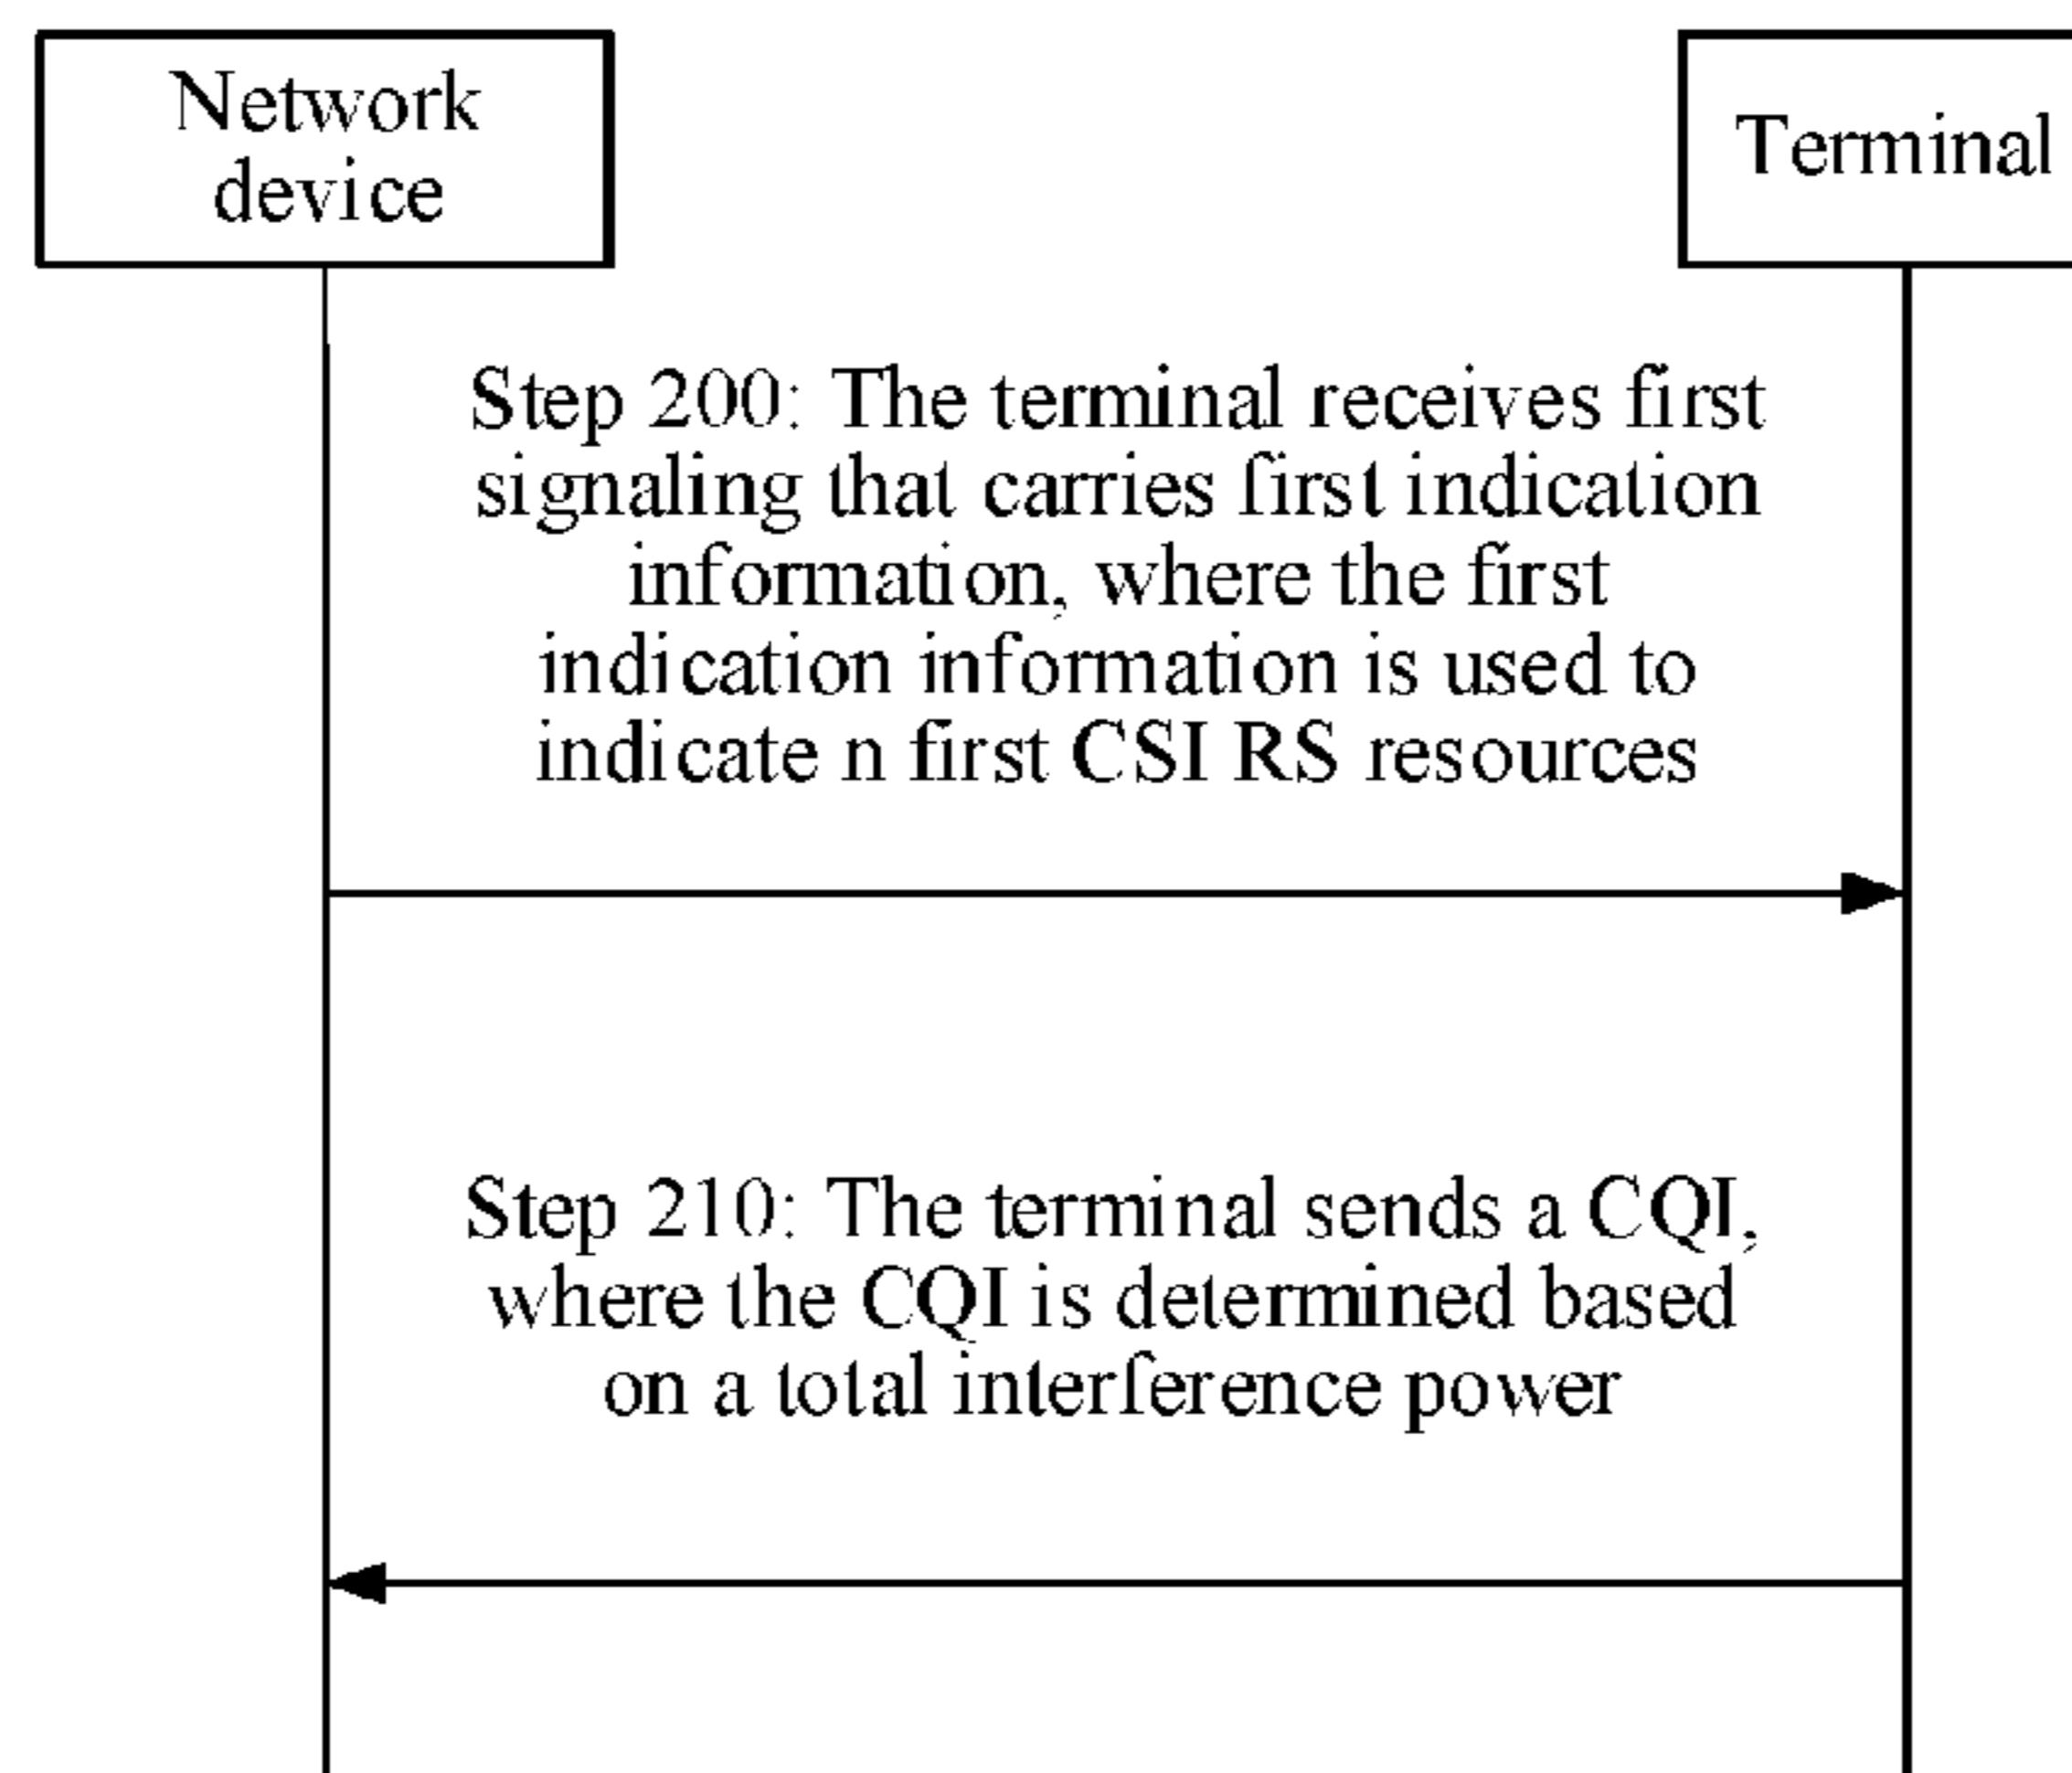 Network
device
Terminal
Step 200: The terminal receives first
signaling that carries first indication
information, where the first
indication information is used to
indicate n first CSI RS resources
Step 210: The terminal sends a CQI,
where the CQI is determined based
on a total interference power